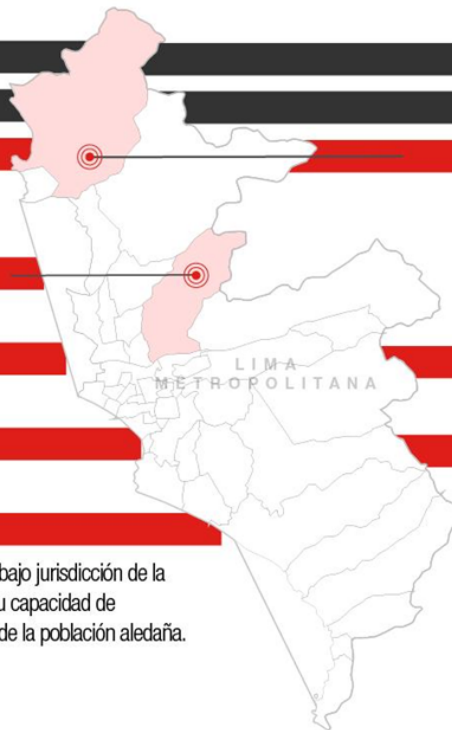 LIMA
METROPOLITANA
bajo jurisdicción de la
u capacidad de
de la población aledaña.